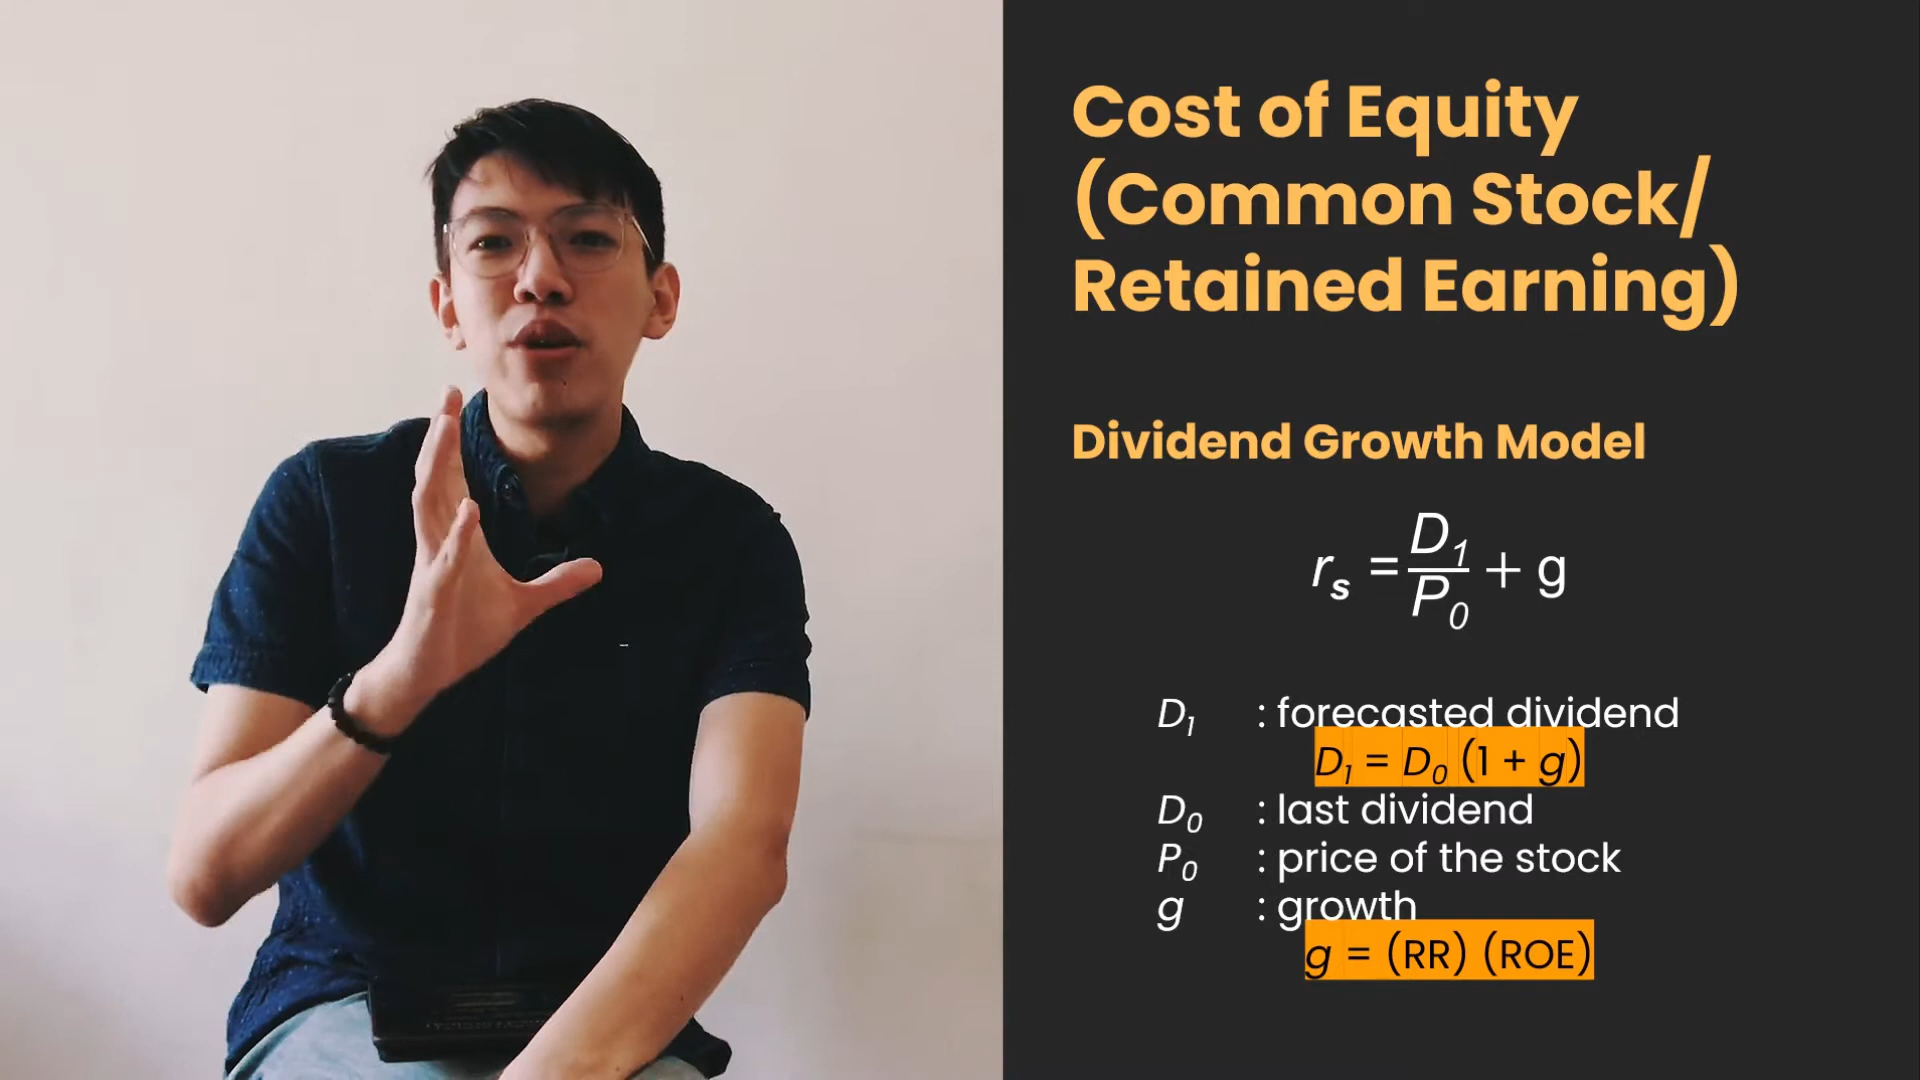 Cost of Equity
(Common Stock/
Retained Earning)
Dividend Growth Model
rₛ = D₁/P₀ + g
D₁ : forecasted dividend
D₁ = D₀ (1 + g)
D₀ : last dividend
P₀ : price of the stock
g : growth
g = (RR) (ROE)